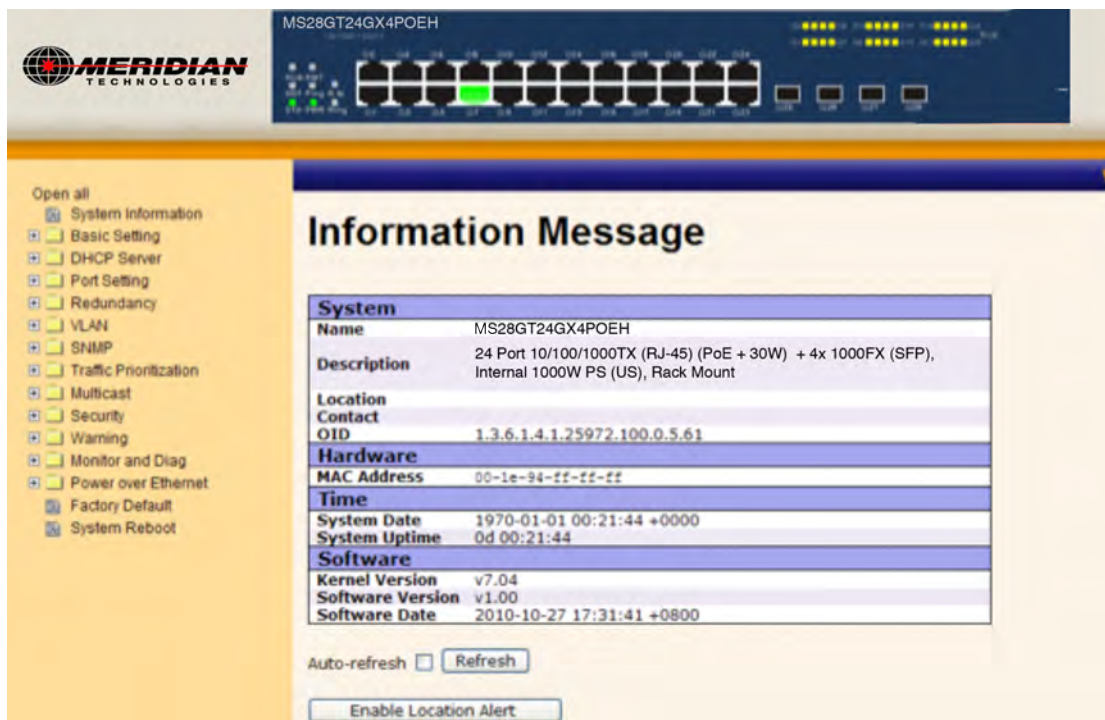 MS28GT24GX4POEH
MERIDIAN
TECHNOLOGIES
Open all
System Information
Basic Setting
DHCP Server
Port Setting
Redundancy
VLAN
SNMP
Traffic Prioritization
Multicast
Security
Warning
Monitor and Diag
Power over Ethernet
Factory Default
System Reboot
Information Message
System
Name MS28GT24GX4POEH
Description 24 Port 10/100/1000TX (RJ-45) (PoE + 30W) + 4x 1000FX (SFP),
Internal 1000W PS (US), Rack Mount
Location
Contact
OID 1.3.6.1.4.1.25972.100.0.5.61
Hardware
MAC Address 00-1e-94-ff-ff-ff
Time
System Date 1970-01-01 00:21:44 +0000
System Uptime 0d 00:21:44
Software
Kernel Version v7.04
Software Version v1.00
Software Date 2010-10-27 17:31:41 +0800
Auto-refresh Refresh
Enable Location Alert